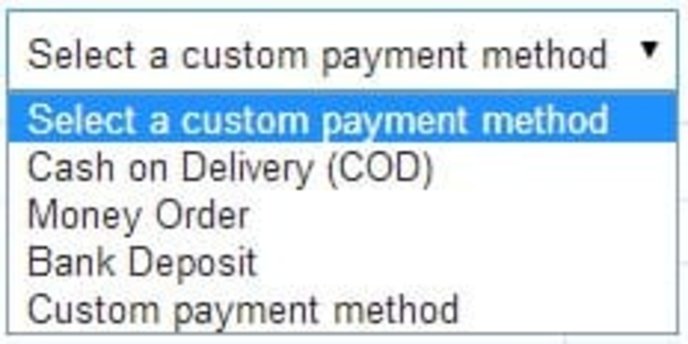 Select a custom payment method
Select a custom payment method
Cash on Delivery (COD)
Money Order
Bank Deposit
Custom payment method